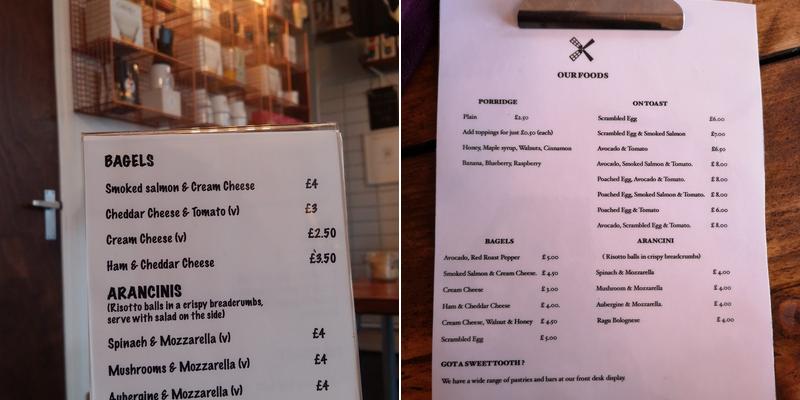 BAGELS
Smoked salmon & Cream Cheese £4
Cheddar Cheese & Tomato (v) £3
Cream Cheese (v) £2.50
Ham & Cheddar Cheese £3.50
ARANCINIS
(Risotto balls in a crispy breadcrumbs,
serve with salad on the side)
Spinach & Mozzarella (v) £4
Mushrooms & Mozzarella (v) £4
Aubergine & Mozzarella (v) £4
OUR FOODS
PORRIDGE
Plain £2.50
Add toppings for just £0.50 (each)
Honey, Maple syrup, Walnuts, Cinnamon
Banana, Blueberry, Raspberry
ON TOAST
Scrambled Egg £6.00
Scrambled Egg & Smoked Salmon £7.00
Avocado & Tomato £6.50
Avocado, Smoked Salmon & Tomato. £ 8.00
Poached Egg, Avocado & Tomato. £ 8.00
Poached Egg, Smoked Salmon & Tomato. £ 8.00
Poached Egg & Tomato £ 6.00
Avocado, Scrambled Egg & Tomato. £ 8.00
BAGELS
Avocado, Red Roast Pepper £ 5.00
Smoked Salmon & Cream Cheese. £ 4.50
Cream Cheese £ 3.00
Ham & Cheddar Cheese £ 4.00.
Cream Cheese, Walnut & Honey £ 4.50
Scrambled Egg £ 5.00
ARANCINI
( Risotto balls in crispy breadcrumbs)
Spinach & Mozzarella £ 4.00
Mushroom & Mozzarella £ 4.00
Aubergine & Mozzarella. £ 4.00
Ragu Bolognese £ 4.00
GOT A SWEET TOOTH ?
We have a wide range of pastries and bars at our front desk display.